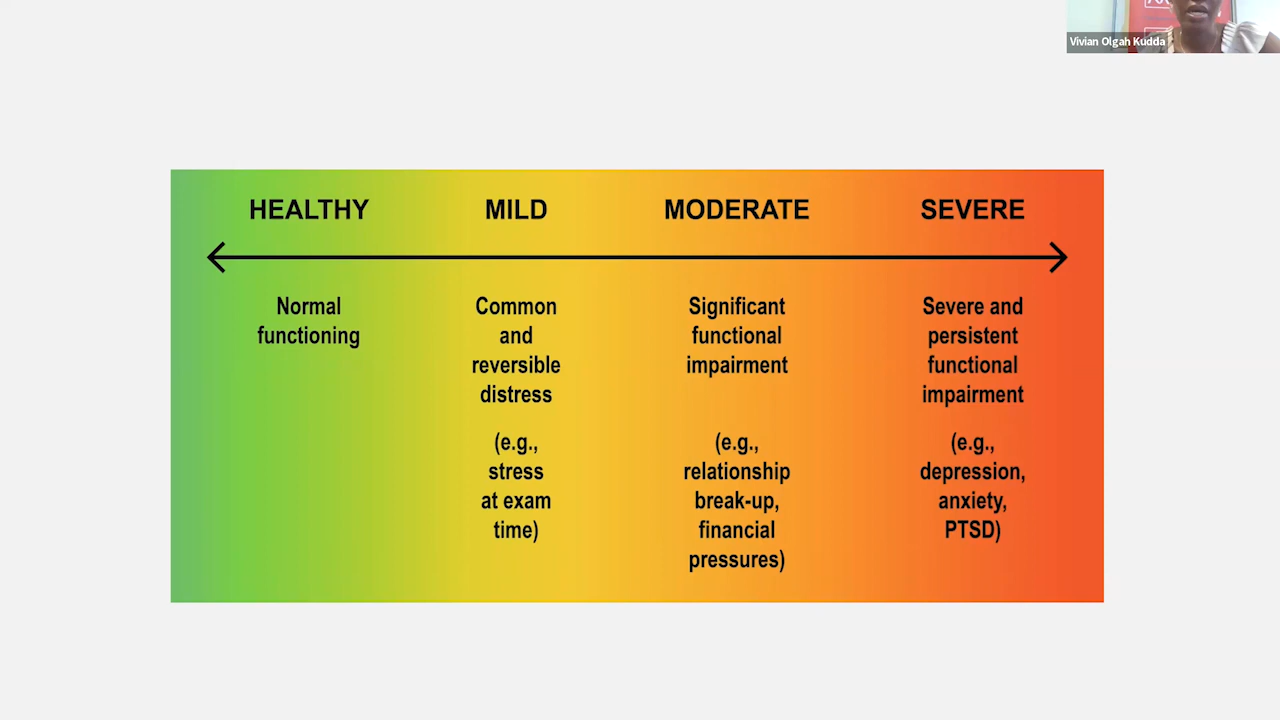 Vivian Olgah Kudda
HEALTHY
MILD
MODERATE
SEVERE
Normal
functioning
Common
and
reversible
distress
(e.g.,
stress
at exam
time)
Significant
functional
impairment
(e.g.,
relationship
break-up,
financial
pressures)
Severe and
persistent
functional
impairment
(e.g.,
depression,
anxiety,
PTSD)